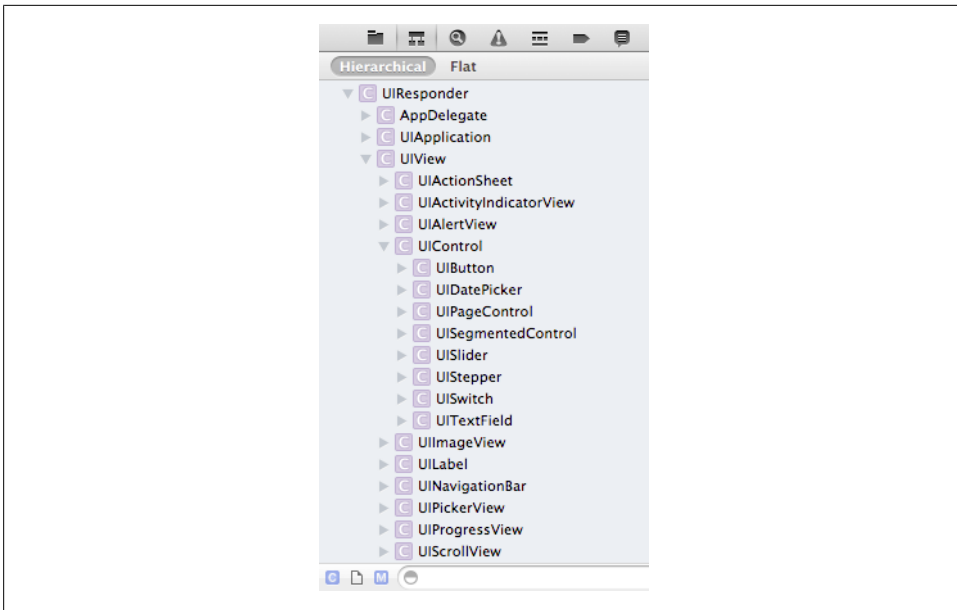 Hierarchical Flat
UIResponder
C AppDelegate
C UIApplication
C UIView
C UIActionSheet
C UIActivityIndicatorView
C UIAlertView
C UIControl
C UIButton
C UIDatePicker
C UIPageControl
C UISegmentedControl
C UISlider
C UIStepper
C UISwitch
C UITextField
C UIImageView
C UILabel
C UINavigationBar
C UIPickerView
C UIProgressView
C UIScrollView
C M